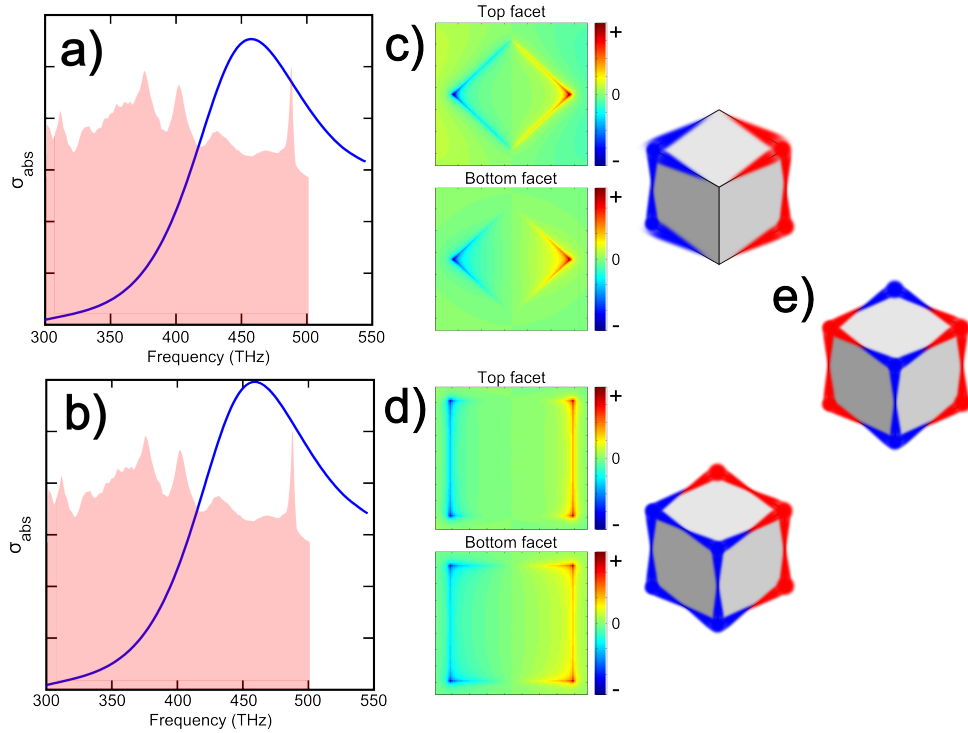 a)
σabs
300 350 400 450 500 550
Frequency (THz)
b)
σabs
300 350 400 450 500 550
Frequency (THz)
c)
Top facet
+
0
-
Bottom facet
+
0
-
d)
Top facet
+
0
-
Bottom facet
+
0
-
e)